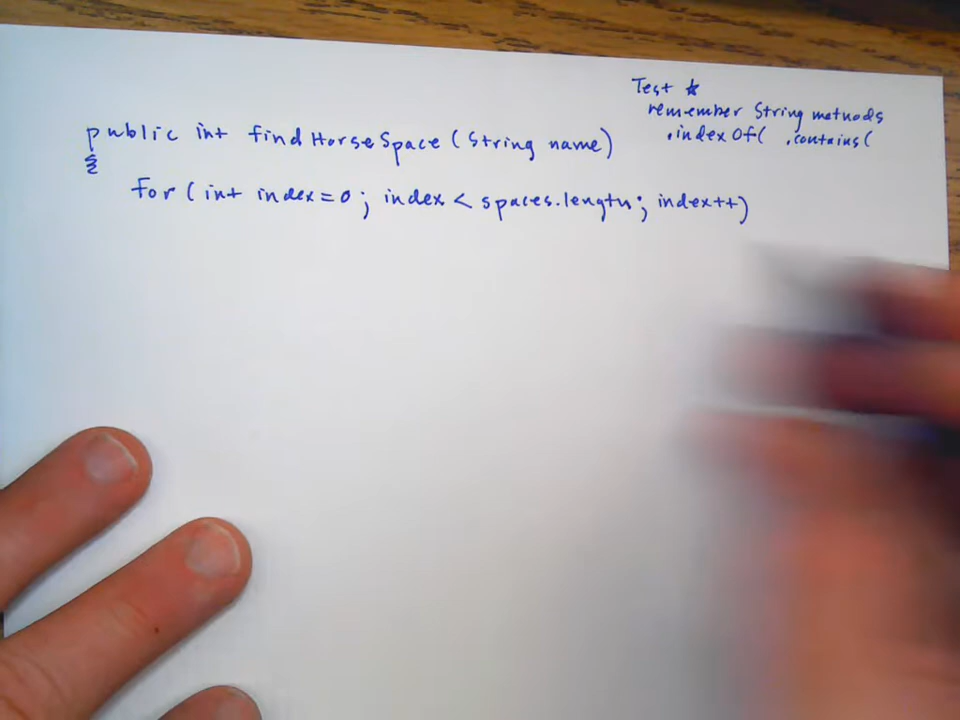 Test ★
remember String methods
.indexOf( .contains(
public int findHorseSpace (String name)
{
for (int index=0; index < spaces.length; index++)